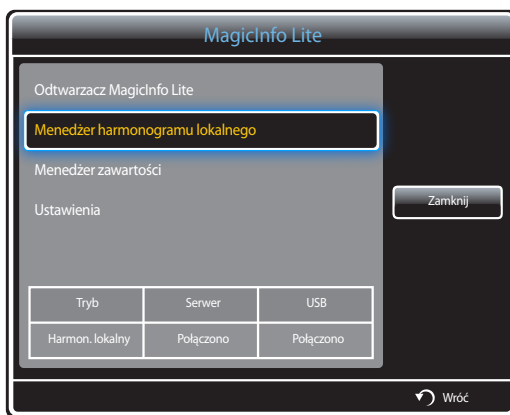 MagicInfo Lite
Odtwarzacz MagicInfo Lite
Menedżer harmonogramu lokalnego
Menedżer zawartości
Ustawienia
Zamknij
Tryb Serwer USB
Harmon. lokalny Połączono Połączono
Wróć